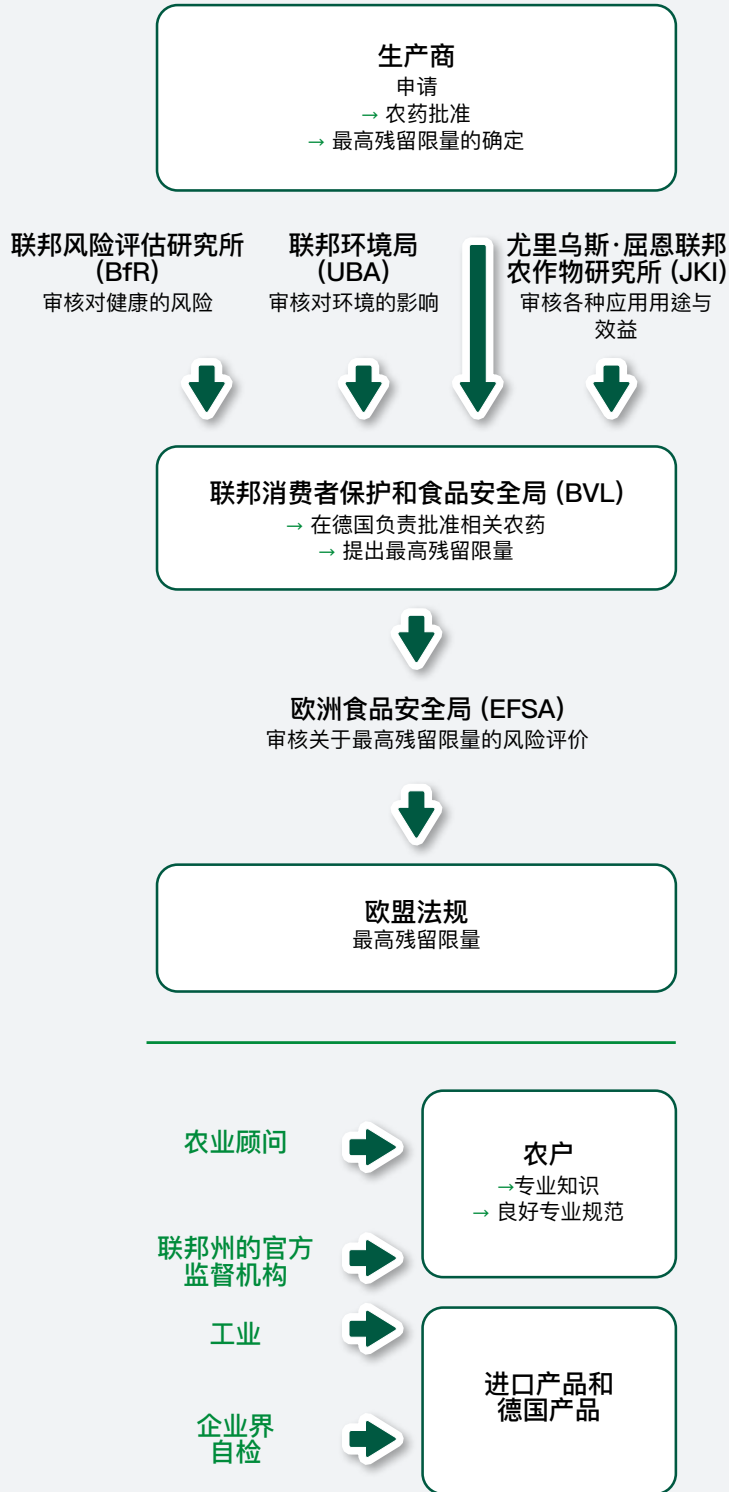 生产商
申请
→ 农药批准
→ 最高残留限量的确定
联邦风险评估研究所
(BfR)
审核对健康的风险
联邦环境局
(UBA)
审核对环境的影响
尤里乌斯·屈恩联邦
农作物研究所 (JKI)
审核各种应用用途与
效益
联邦消费者保护和食品安全局 (BVL)
→ 在德国负责批准相关农药
→ 提出最高残留限量
欧洲食品安全局 (EFSA)
审核关于最高残留限量的风险评价
欧盟法规
最高残留限量
农业顾问
农户
→专业知识
→ 良好专业规范
联邦州的官方
监督机构
工业
进口产品和
德国产品
企业界
自检